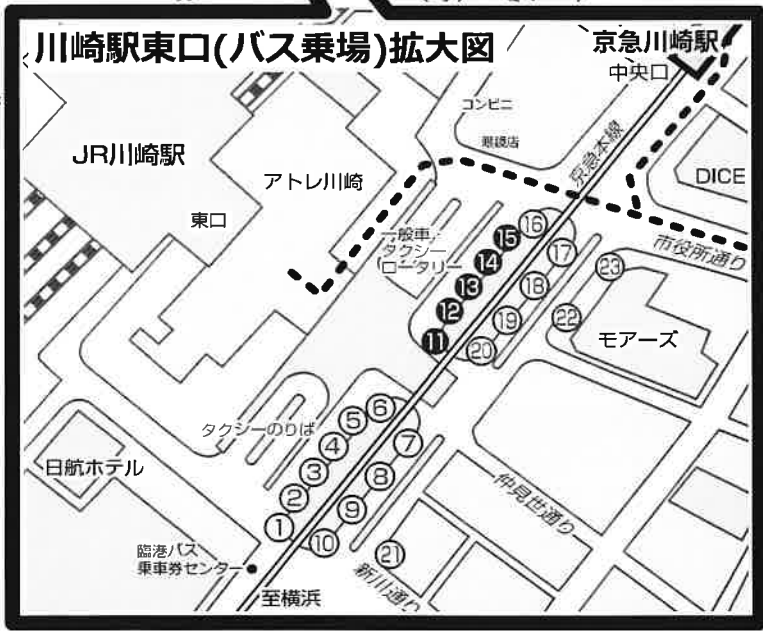 川崎駅東口(バス乗場)拡大図
京急川崎駅
中央口
コンビニ
眼鏡店
京急本線
JR川崎駅
アトレ川崎
東口
DICE
一般車・
タクシー
ロータリー
市役所通り
⑯
⑮
⑰
⑭
㉓
⑬
⑱
⑫
⑲
㉒
モアーズ
⑪
⑳
タクシーのりば
⑥
⑤
⑦
④
③
⑧
②
⑨
①
⑩
日航ホテル
仲見世通り
臨港バス
乗車券センター
㉑
新川通り
至横浜